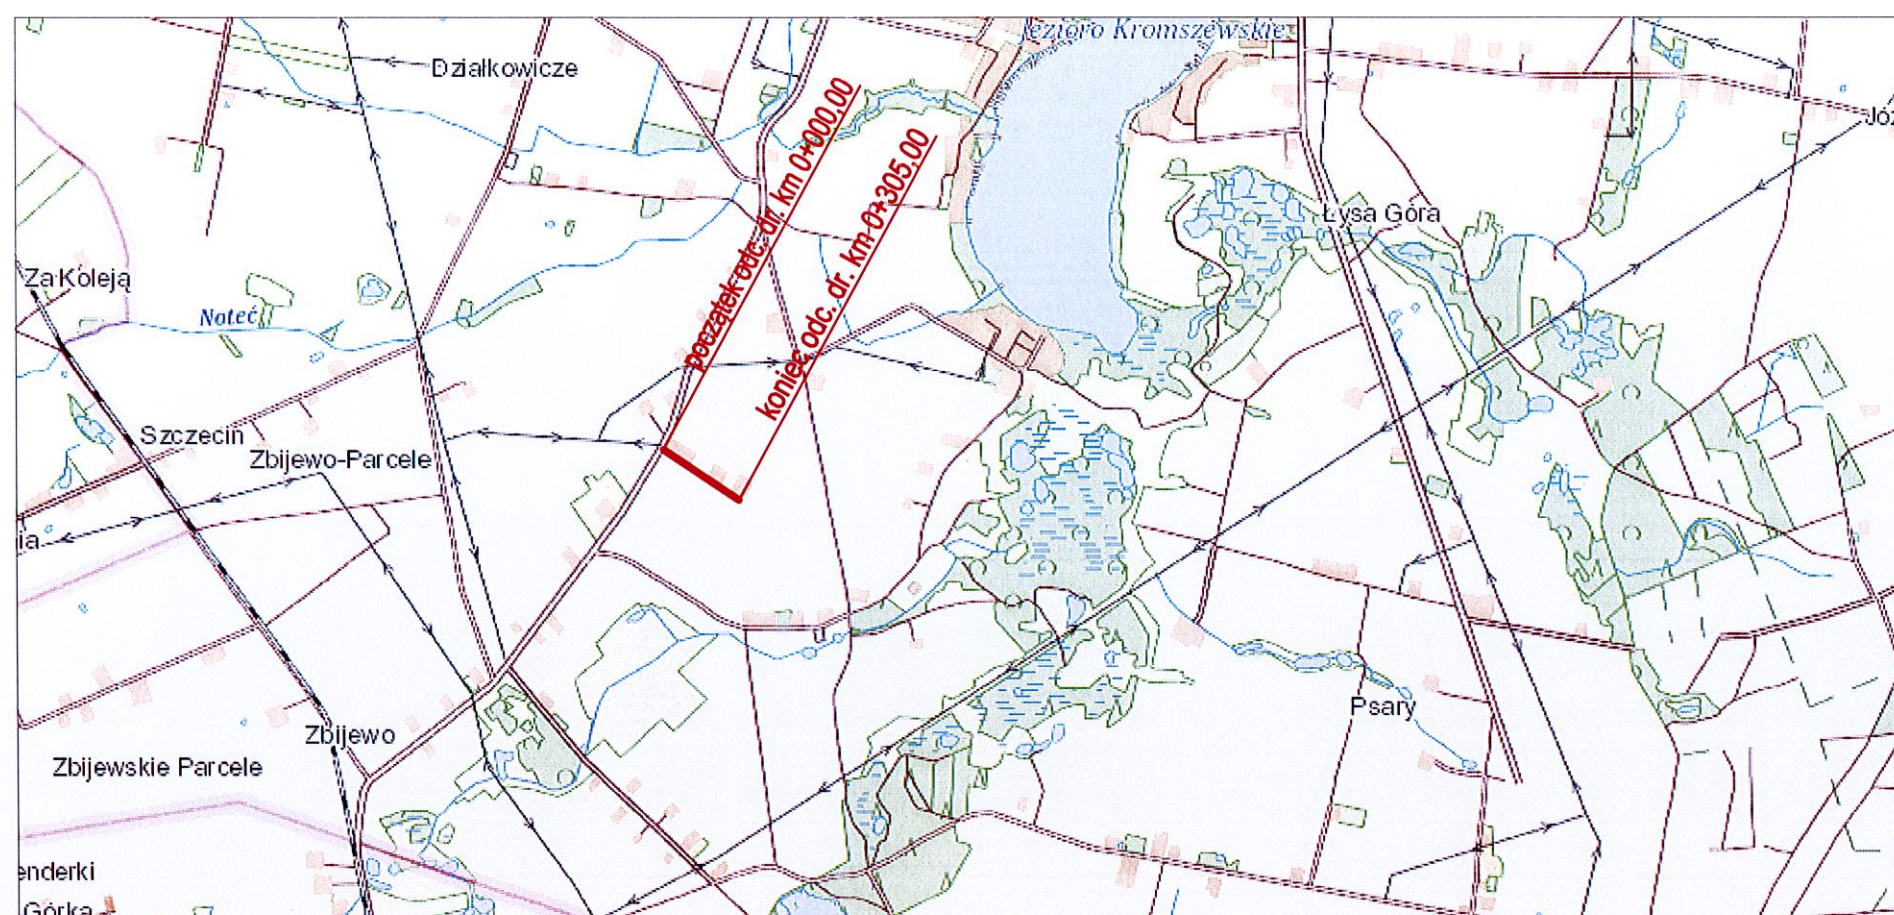 Jezioro Kromszewskie
Działkowicze
początek odc. dr. km 0+000,00
koniec odc. dr. km 0+305,00
Łysa Góra
Za Koleją
Noteć
Szczecin
Zbijewo-Parcele
Zbijewo
Psary
Zbijewskie Parcele
enderki
Górka